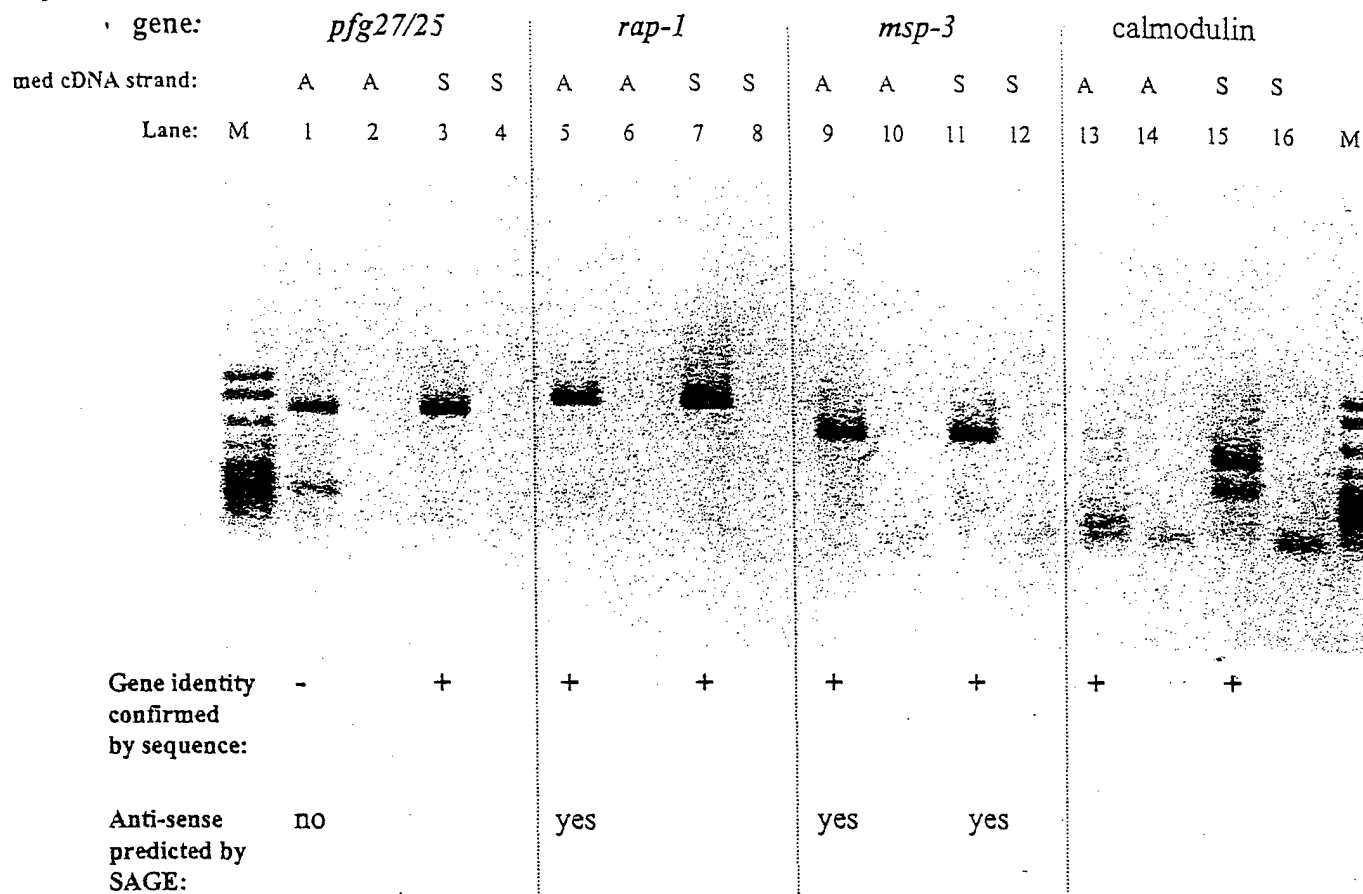 gene: pfg27/25 rap-1 msp-3 calmodulin
med cDNA strand: A A S S A A S S A A S S A A S S
Lane: M 1 2 3 4 5 6 7 8 9 10 11 12 13 14 15 16 M
Gene identity - + + + + + + +
confirmed
by sequence:
Anti-sense no yes yes yes
predicted by
SAGE: